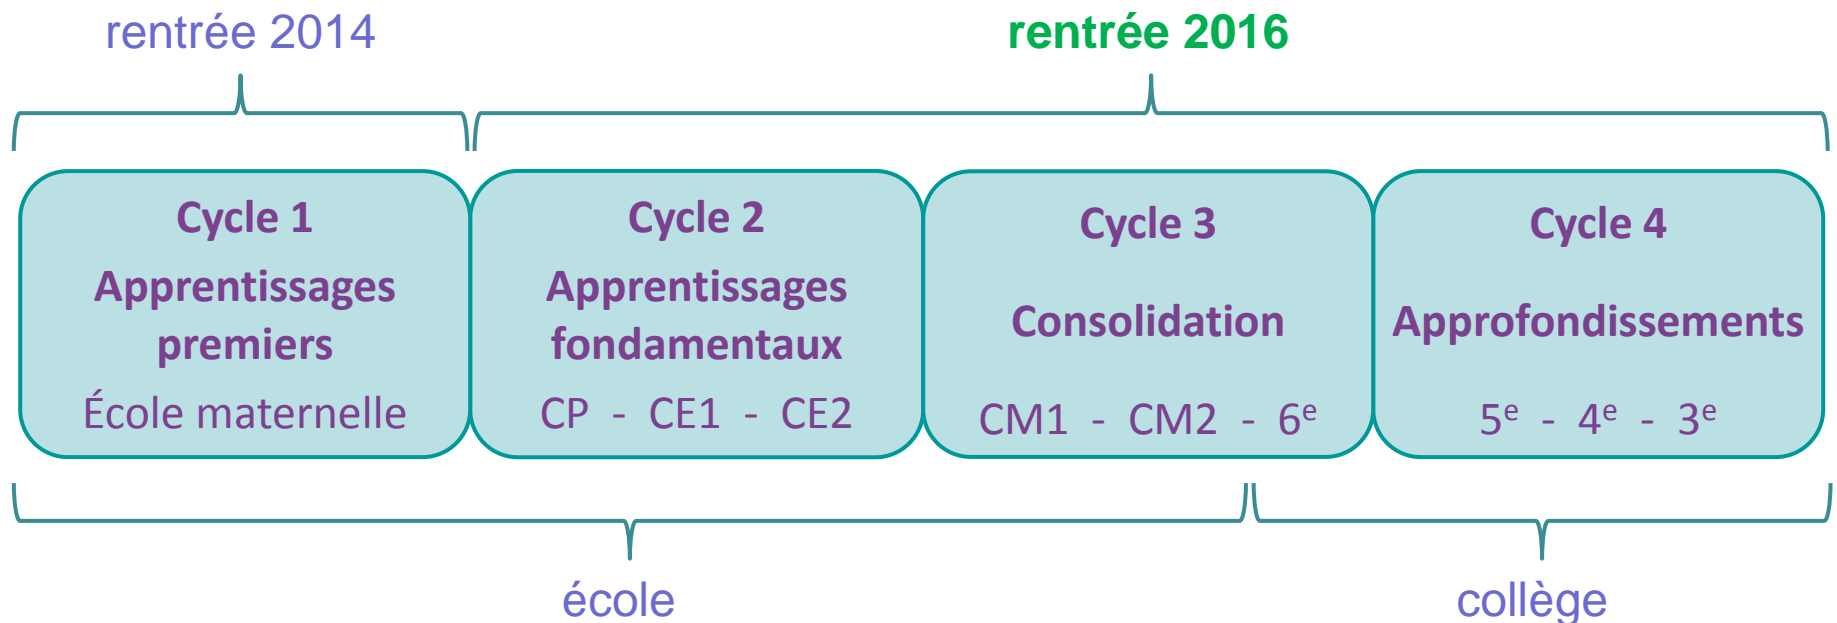 rentrée 2014
rentrée 2016
Cycle 1
Apprentissages
premiers
École maternelle
Cycle 2
Apprentissages
fondamentaux
CP - CE1 - CE2
Cycle 3
Consolidation
CM1 - CM2 - 6e
Cycle 4
Approfondissements
5e - 4e - 3e
école
collège